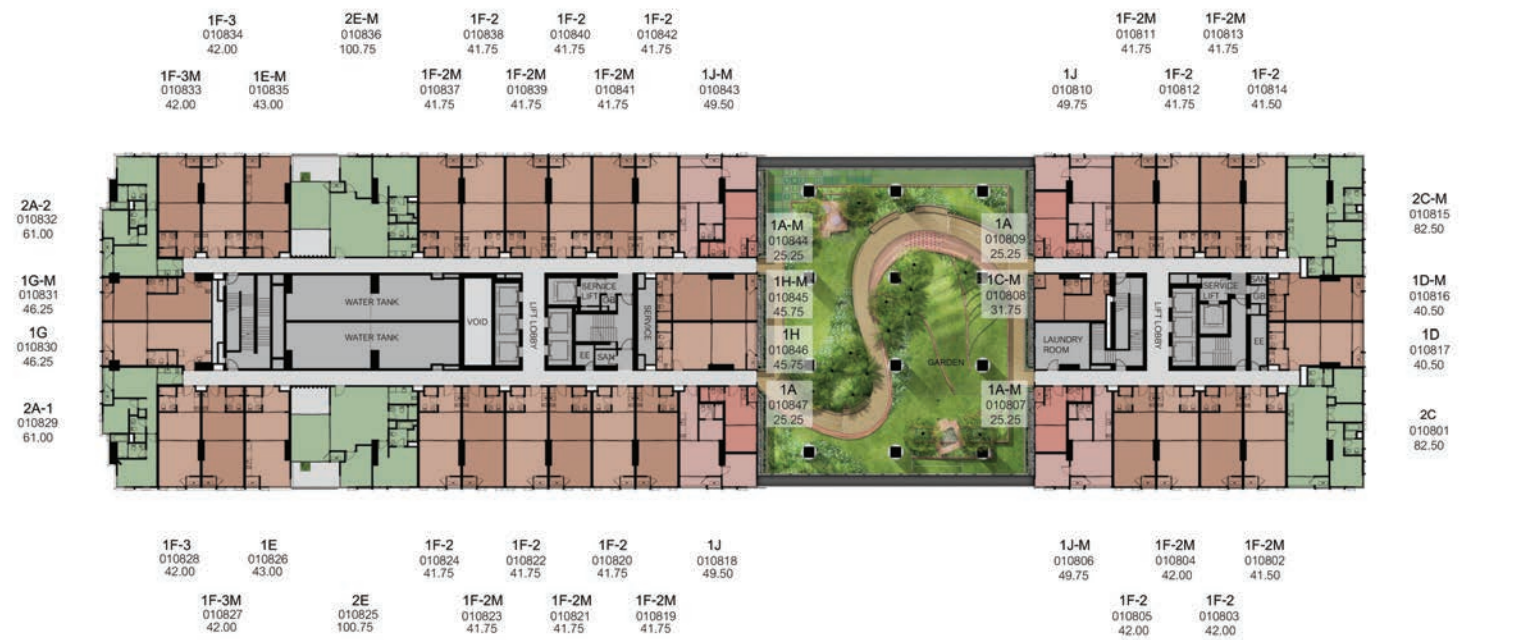 1F-3
010834
42.00
2E-M
010836
100.75
1F-2
010838
41.75
1F-2
010840
41.75
1F-2
010842
41.75
1F-2M
010811
41.75
1F-2M
010813
41.75
1F-3M
010833
42.00
1E-M
010835
43.00
1F-2M
010837
41.75
1F-2M
010839
41.75
1F-2M
010841
41.75
1J-M
010843
49.50
1J
010810
49.75
1F-2
010812
41.75
1F-2
010814
41.50
2A-2
010832
61.00
1A-M
010844
25.25
1A
010809
25.25
2C-M
010815
82.50
1G-M
010831
46.25
WATER TANK
VOID
LIFT LOBBY
SERVICE
LIFT
GB
SERVICE
1H-M
010845
45.75
1C-M
010808
31.75
LIFT LOBBY
SERVICE
LIFT
SAN
GB
1D-M
010816
40.50
1G
010830
46.25
WATER TANK
EE
SAN
1H
010846
45.75
GARDEN
LAUNDRY
ROOM
EE
1D
010817
40.50
2A-1
010829
61.00
1A
010847
25.25
1A-M
010807
25.25
2C
010801
82.50
1F-3
010828
42.00
1E
010826
43.00
1F-2
010824
41.75
1F-2
010822
41.75
1F-2
010820
41.75
1J
010818
49.50
1J-M
010806
49.75
1F-2M
010804
42.00
1F-2M
010802
41.50
1F-3M
010827
42.00
2E
010825
100.75
1F-2M
010823
41.75
1F-2M
010821
41.75
1F-2M
010819
41.75
1F-2
010805
42.00
1F-2
010803
42.00